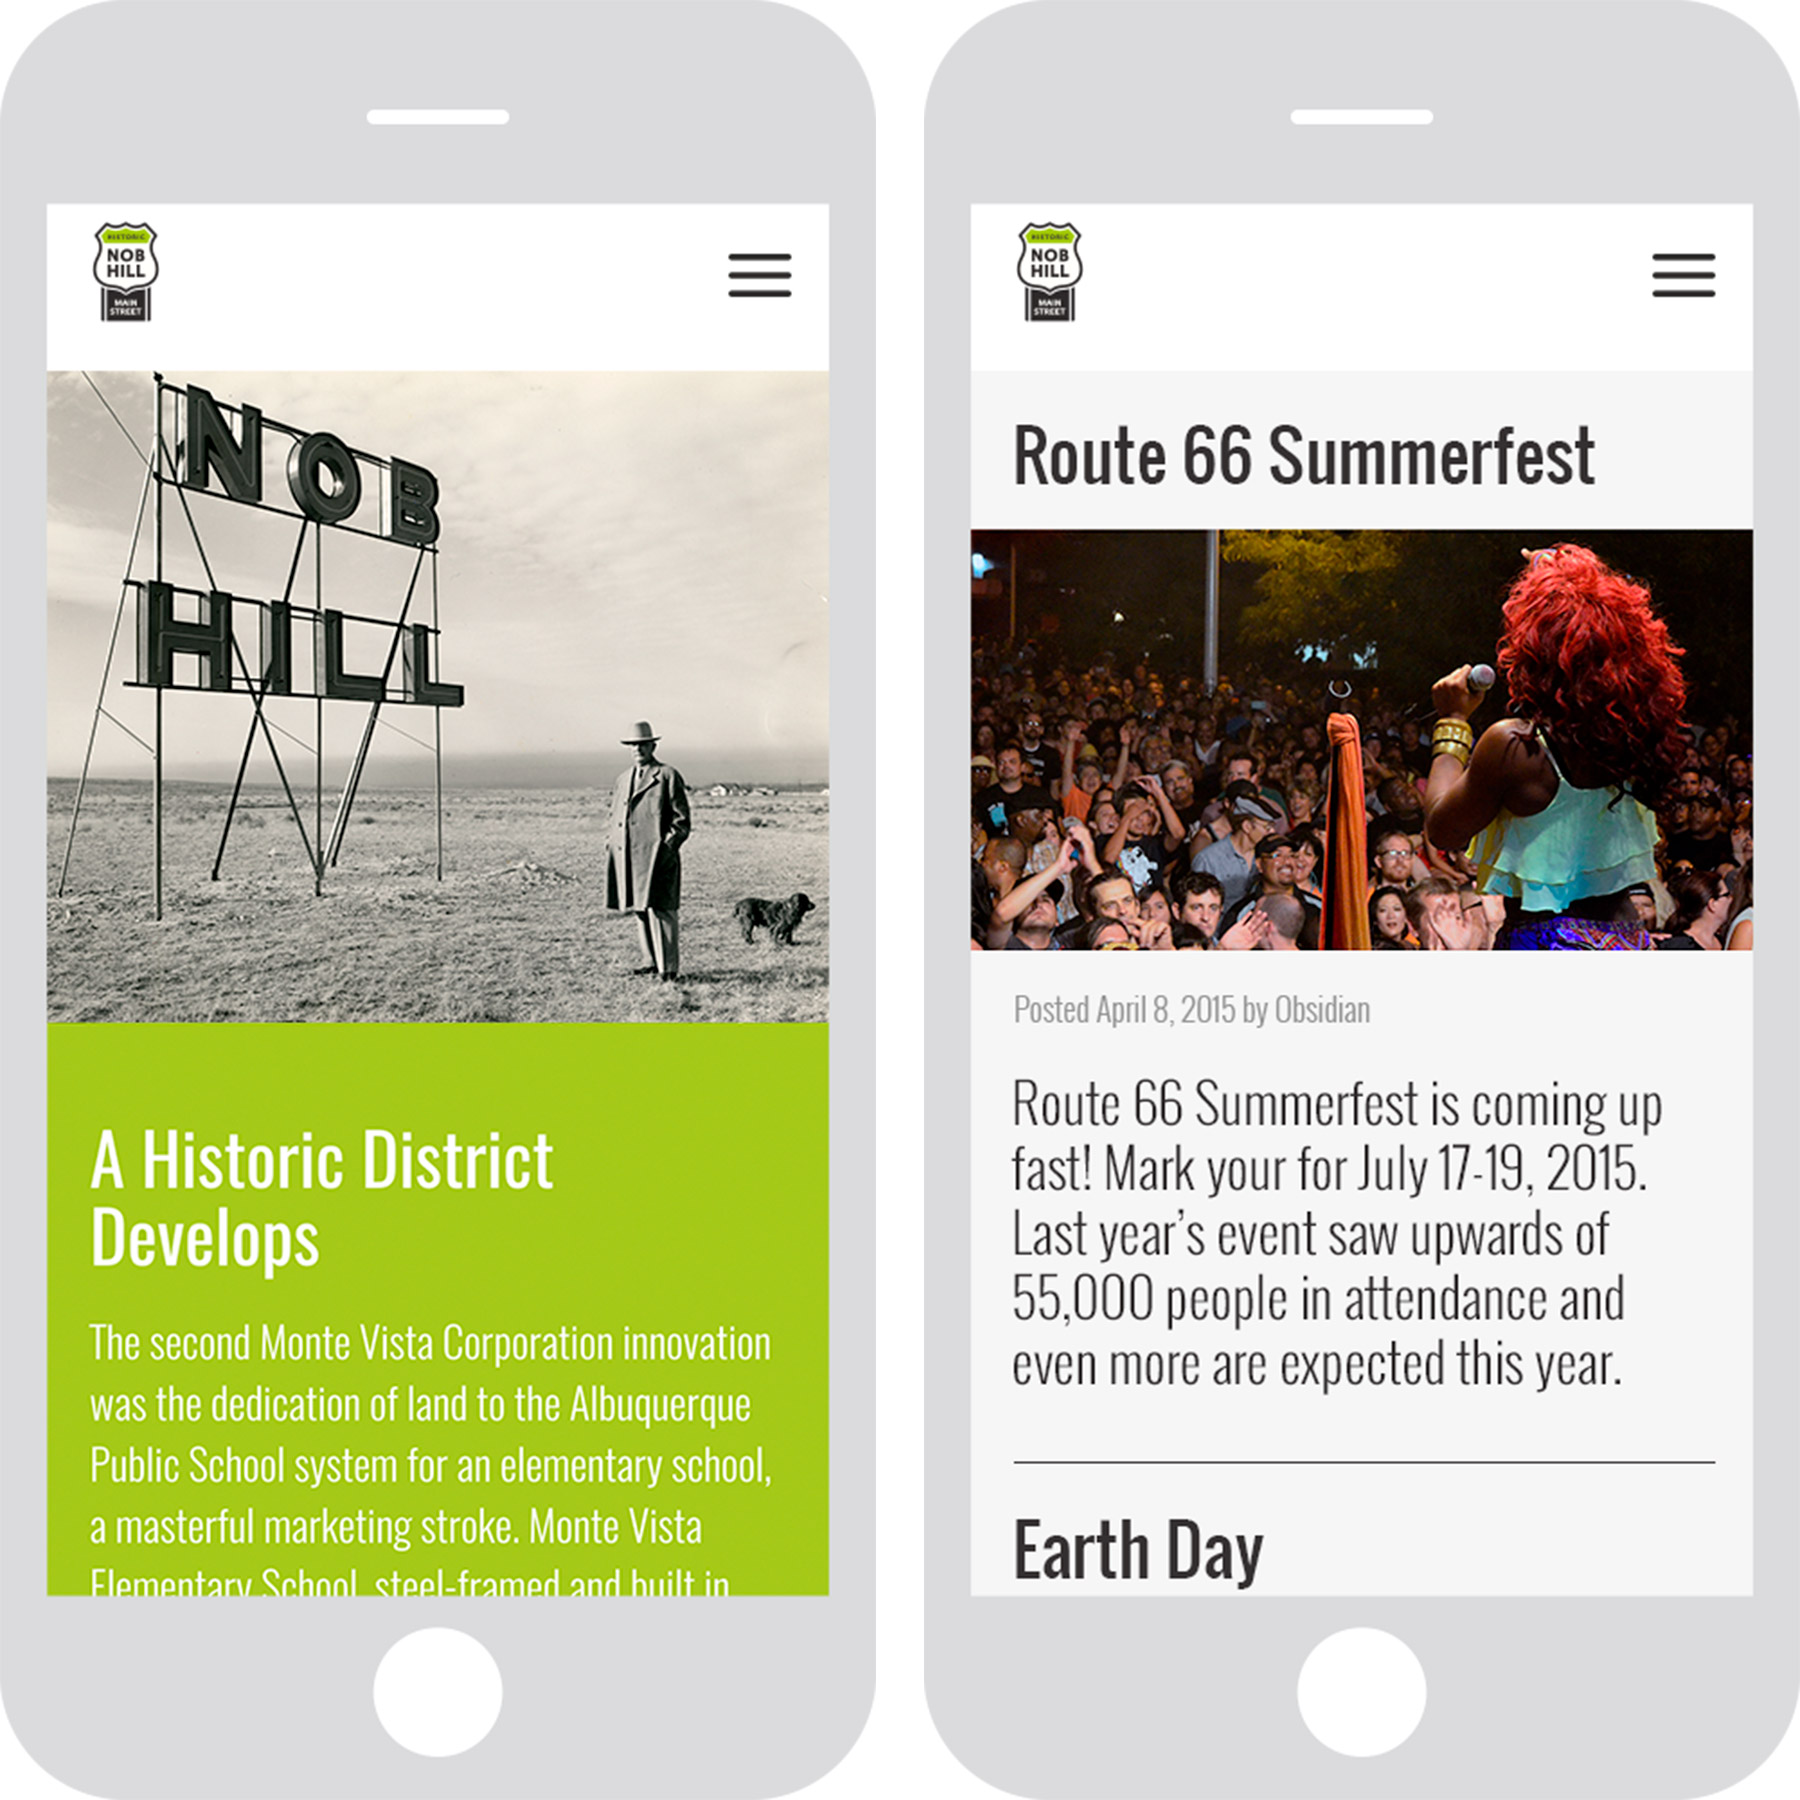 HISTORIC
NOB
HILL
MAIN
STREET
NOB
HILL
A Historic District
Develops
The second Monte Vista Corporation innovation
was the dedication of land to the Albuquerque
Public School system for an elementary school,
a masterful marketing stroke. Monte Vista
Elementary School, steel-framed and built in
HISTORIC
NOB
HILL
MAIN
STREET
Route 66 Summerfest
Posted April 8, 2015 by Obsidian
Route 66 Summerfest is coming up
fast! Mark your for July 17-19, 2015.
Last year’s event saw upwards of
55,000 people in attendance and
even more are expected this year.
Earth Day